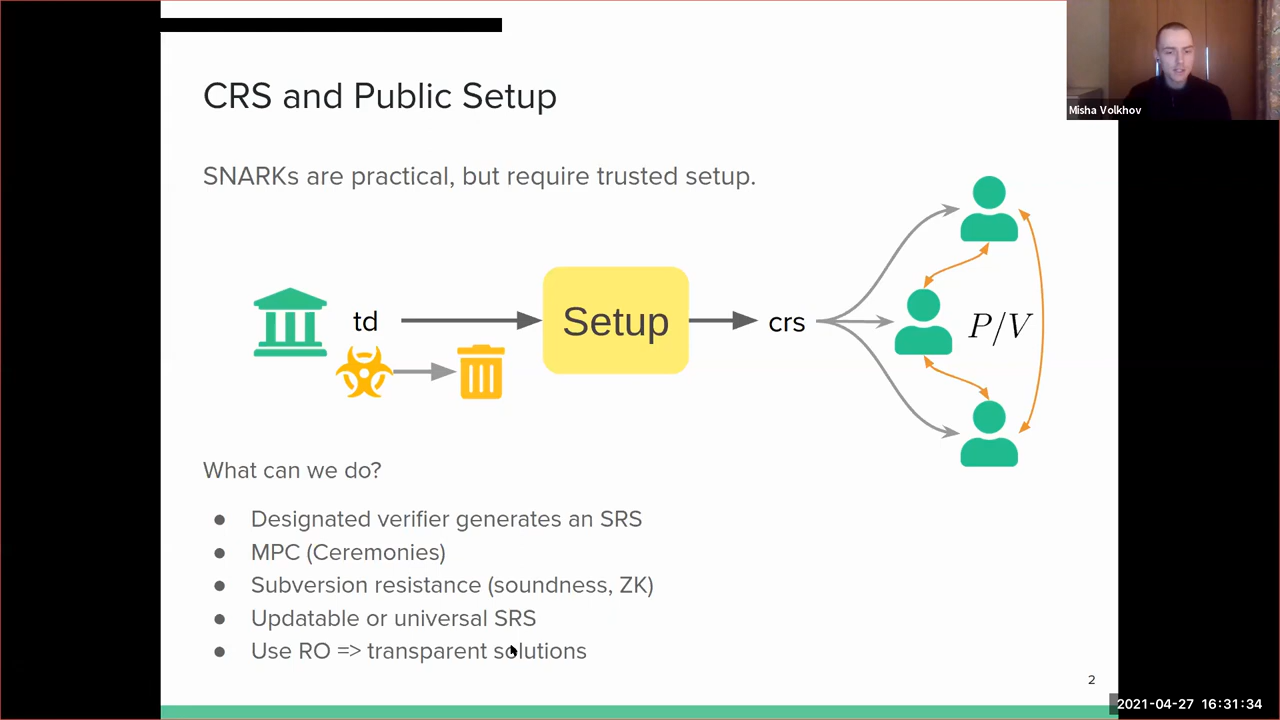 CRS and Public Setup
Misha Volkhov
SNARKs are practical, but require trusted setup.
td
Setup
crs
P/V
What can we do?
● Designated verifier generates an SRS
● MPC (Ceremonies)
● Subversion resistance (soundness, ZK)
● Updatable or universal SRS
● Use RO => transparent solutions
2
2021-04-27 16:31:34